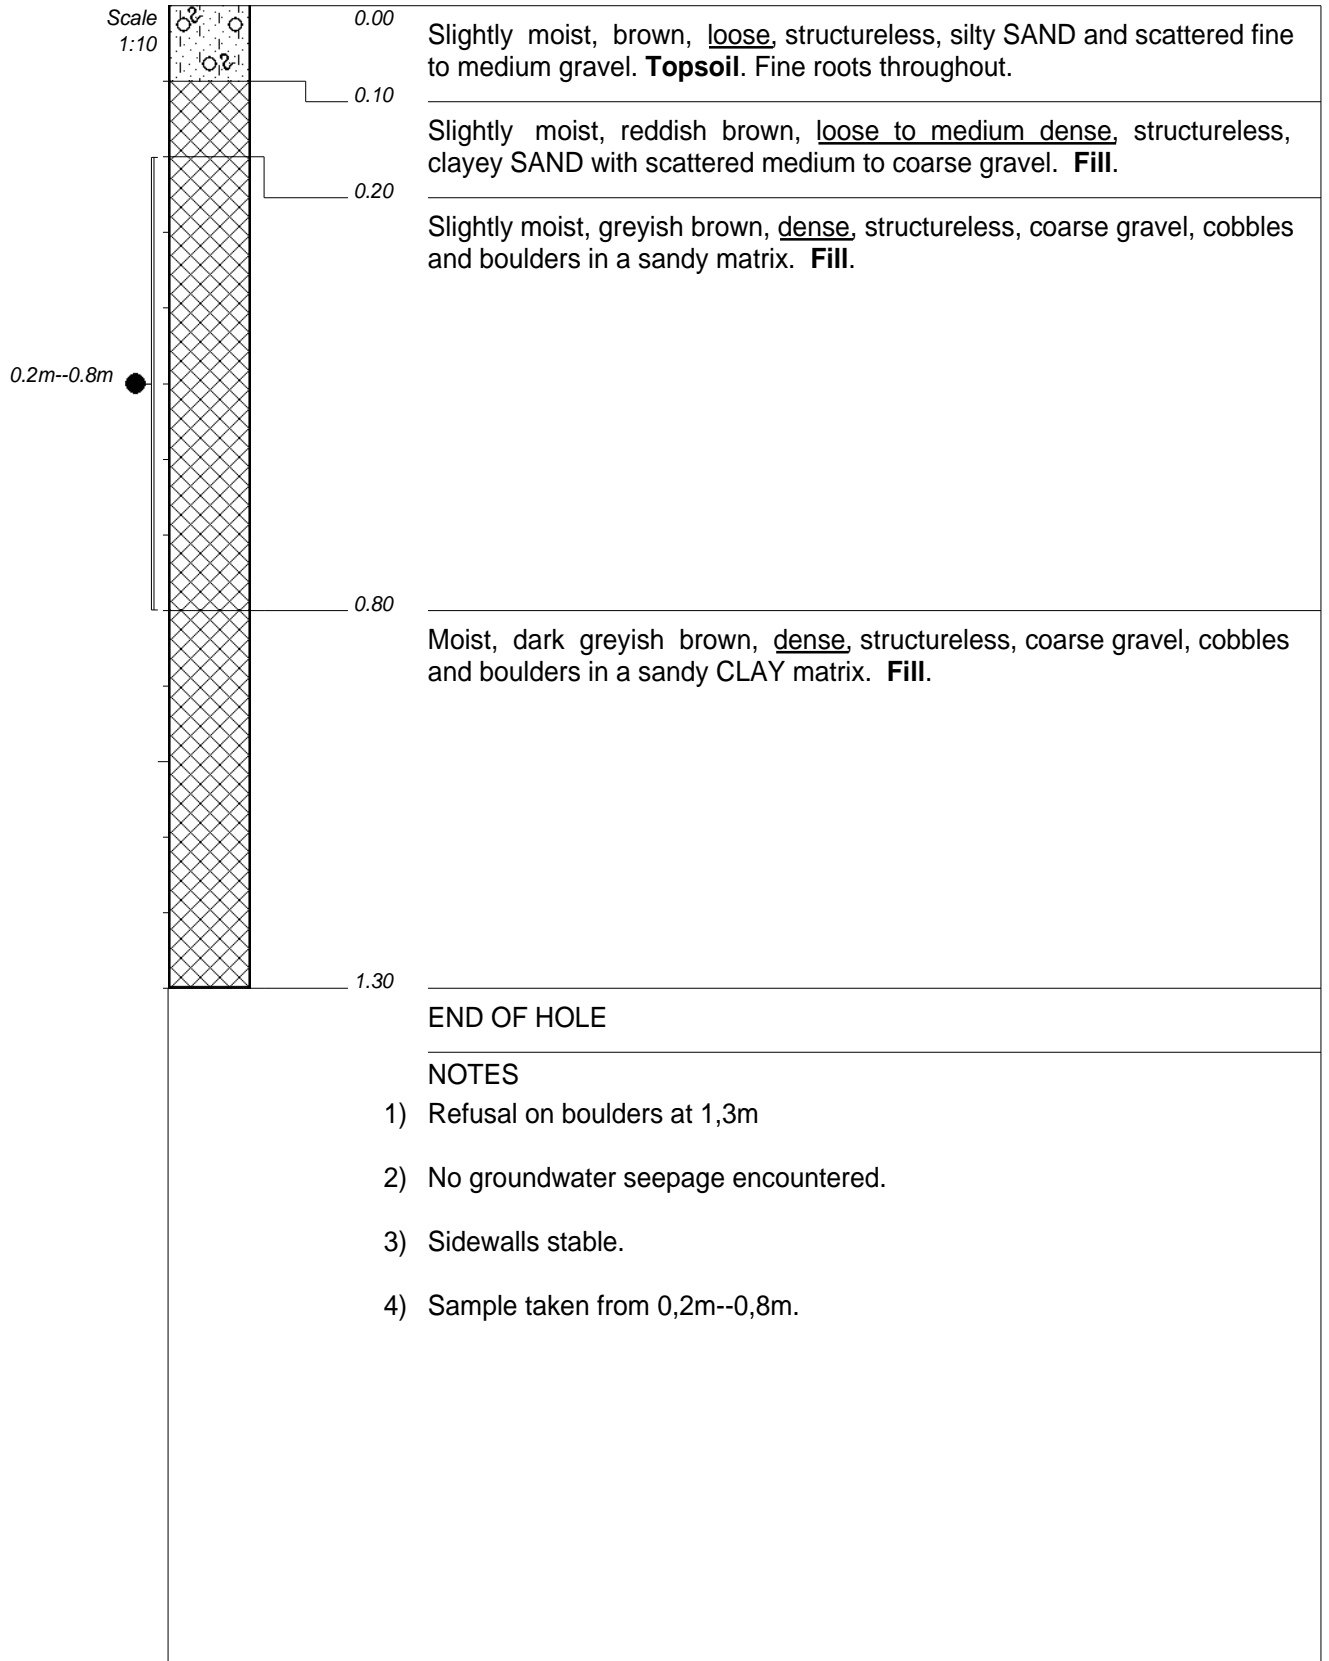 Scale
1:10
0.00
Slightly moist, brown, loose, structureless, silty SAND and scattered fine
to medium gravel. Topsoil. Fine roots throughout.
0.10
Slightly moist, reddish brown, loose to medium dense, structureless,
clayey SAND with scattered medium to coarse gravel. Fill.
0.20
Slightly moist, greyish brown, dense, structureless, coarse gravel, cobbles
and boulders in a sandy matrix. Fill.
0.2m--0.8m
0.80
Moist, dark greyish brown, dense, structureless, coarse gravel, cobbles
and boulders in a sandy CLAY matrix. Fill.
1.30
END OF HOLE
NOTES
1) Refusal on boulders at 1,3m
2) No groundwater seepage encountered.
3) Sidewalls stable.
4) Sample taken from 0,2m--0,8m.